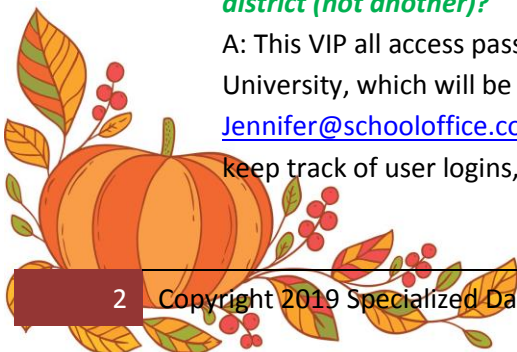 district (not another)?
A: This VIP all access pass
University, which will be
Jennifer@schooloffice.co
keep track of user logins,
2 Copyright 2019 Specialized Da